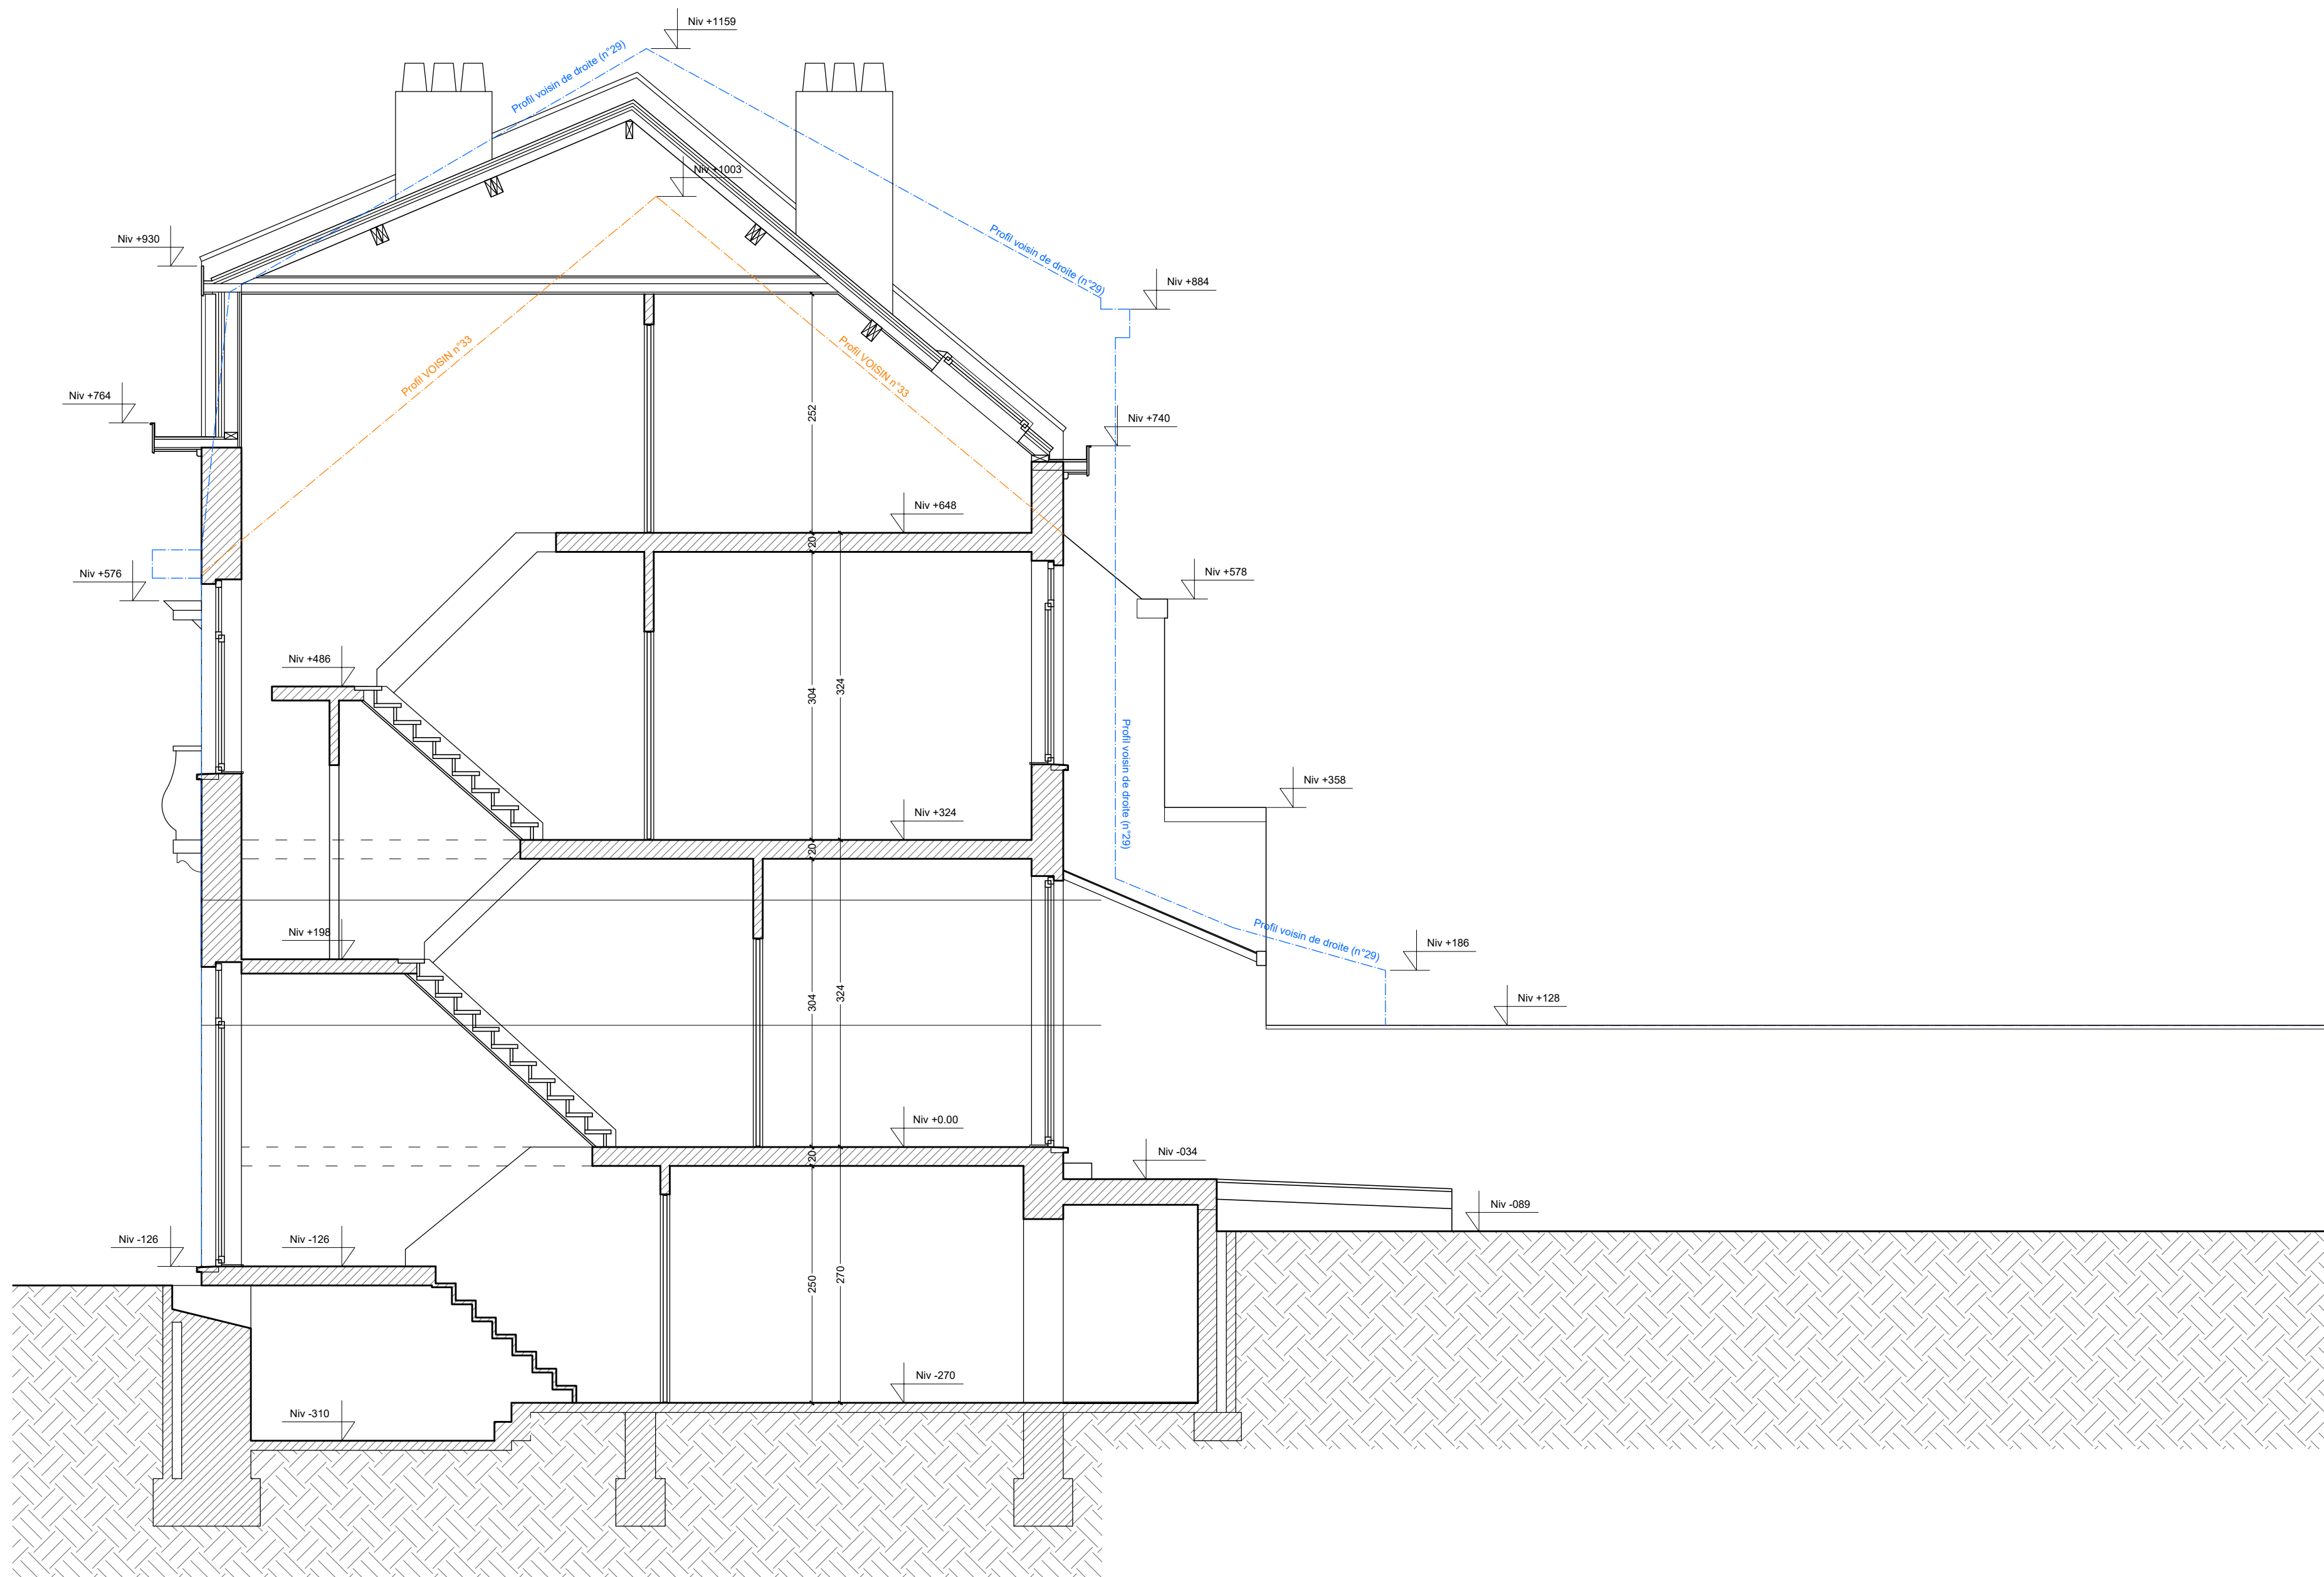 Niv +1159
Profil voisin de droite (n°29)
Niv +1003
Niv +930
Profil voisin de droite (n°29)
Niv +884
Profil VOISIN n°33
Profil VOISIN n°33
Niv +764
252
Niv +740
Niv +648
20
Niv +576
Niv +578
Niv +486
304
324
Profil voisin de droite (n°29)
Niv +358
Niv +324
20
Niv +198
Profil voisin de droite (n°29)
Niv +186
304
324
Niv +128
Niv +0.00
20
Niv -034
Niv -089
Niv -126
Niv -126
250
270
Niv -270
Niv -310